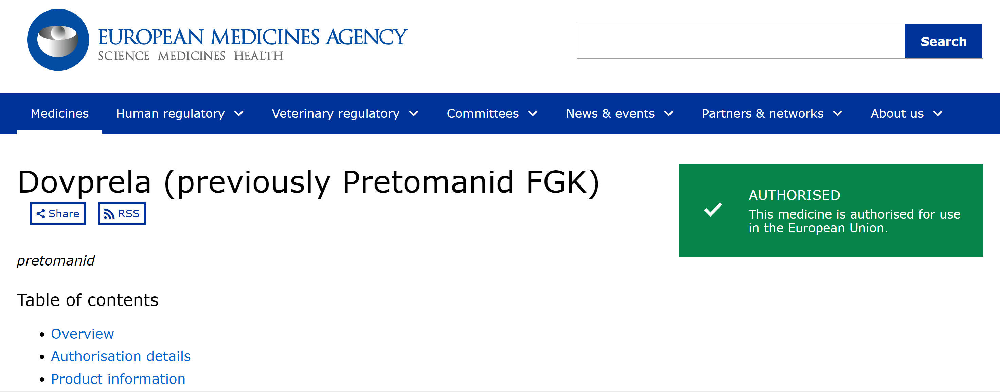 EUROPEAN MEDICINES AGENCY
SCIENCE MEDICINES HEALTH
Search
Medicines Human regulatory Veterinary regulatory Committees News & events Partners & networks About us
Dovprela (previously Pretomanid FGK)
Share RSS
AUTHORISED
This medicine is authorised for use
in the European Union.
pretomanid
Table of contents
• Overview
• Authorisation details
• Product information